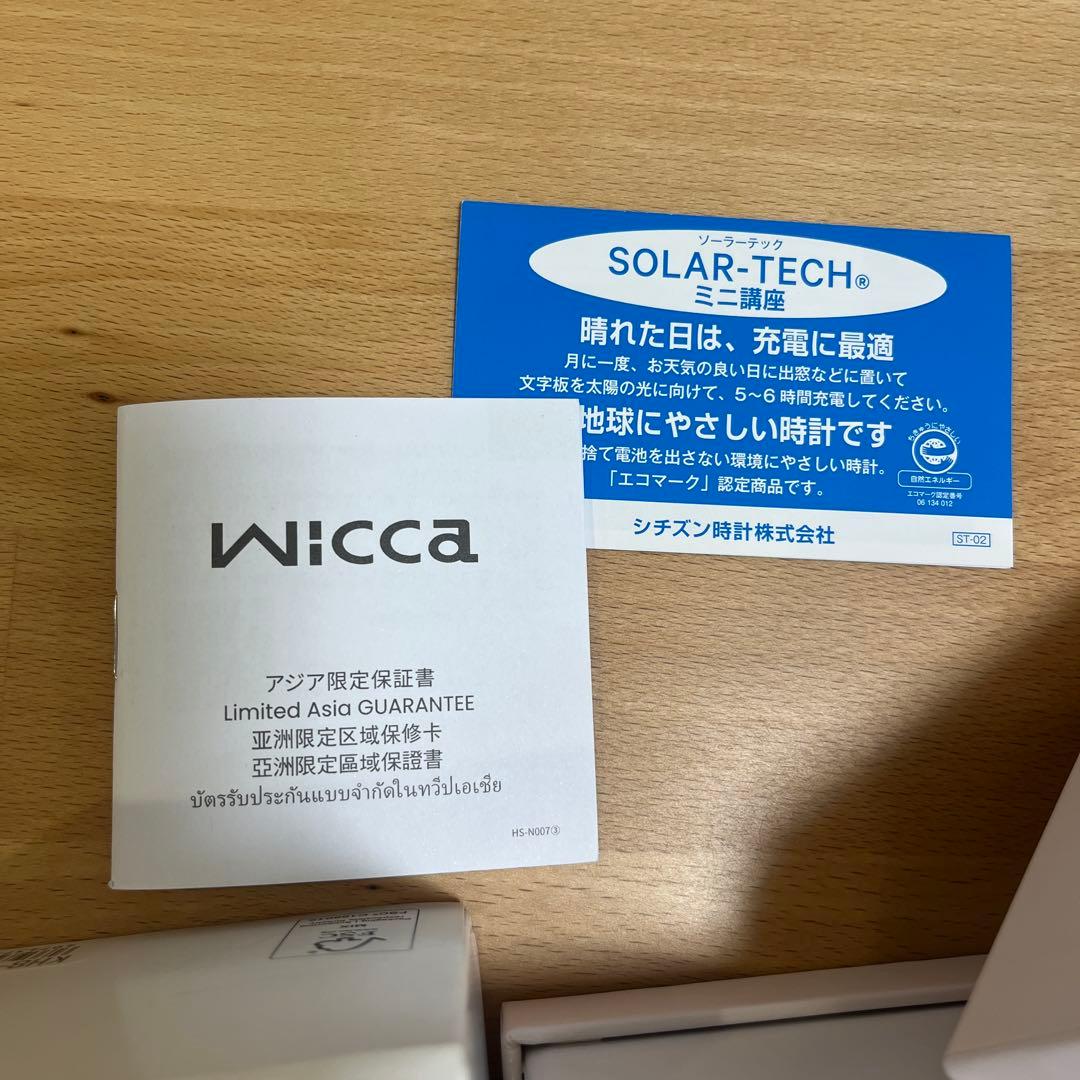 ソーラーテック
SOLAR-TECH®
ミニ講座
晴れた日は、充電に最適
月に一度、お天気の良い日に出窓などに置いて
文字板を太陽の光に向けて、5〜6時間充電してください。
地球にやさしい時計です
捨て電池を出さない環境にやさしい時計。
「エコマーク」認定商品です。
ちきゅうにやさしい
自然エネルギー
エコマーク認定番号
06 134 012
シチズン時計株式会社
ST-02
wicca
アジア限定保証書
Limited Asia GUARANTEE
亚洲限定区域保修卡
亞洲限定區域保證書
บัตรรับประกันแบบจำกัดในทวีปเอเชีย
HS-N007③
MIX